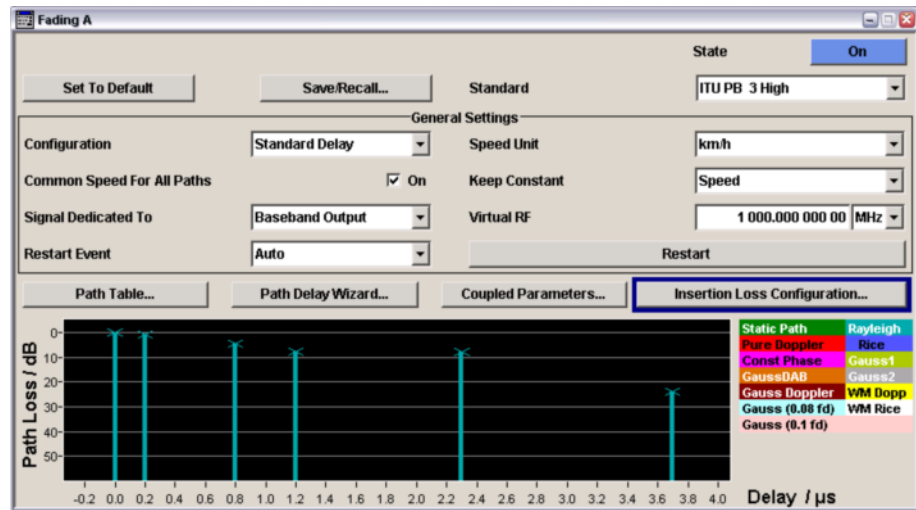 Fading A
State On
Set To Default Save/Recall... Standard ITU PB 3 High
General Settings
Configuration Standard Delay Speed Unit km/h
Common Speed For All Paths On Keep Constant Speed
Signal Dedicated To Baseband Output Virtual RF 1 000.000 000 00 MHz
Restart Event Auto Restart
Path Table... Path Delay Wizard... Coupled Parameters... Insertion Loss Configuration...
Path Loss / dB
0
10
20
30
40
50
Static Path Rayleigh
Pure Doppler Rice
Const Phase Gauss1
GaussDAB Gauss2
Gauss Doppler WM Dopp
Gauss (0.08 fd) WM Rice
Gauss (0.1 fd)
-0.2 0.0 0.2 0.4 0.6 0.8 1.0 1.2 1.4 1.6 1.8 2.0 2.2 2.4 2.6 2.8 3.0 3.2 3.4 3.6 3.8 4.0 Delay / µs